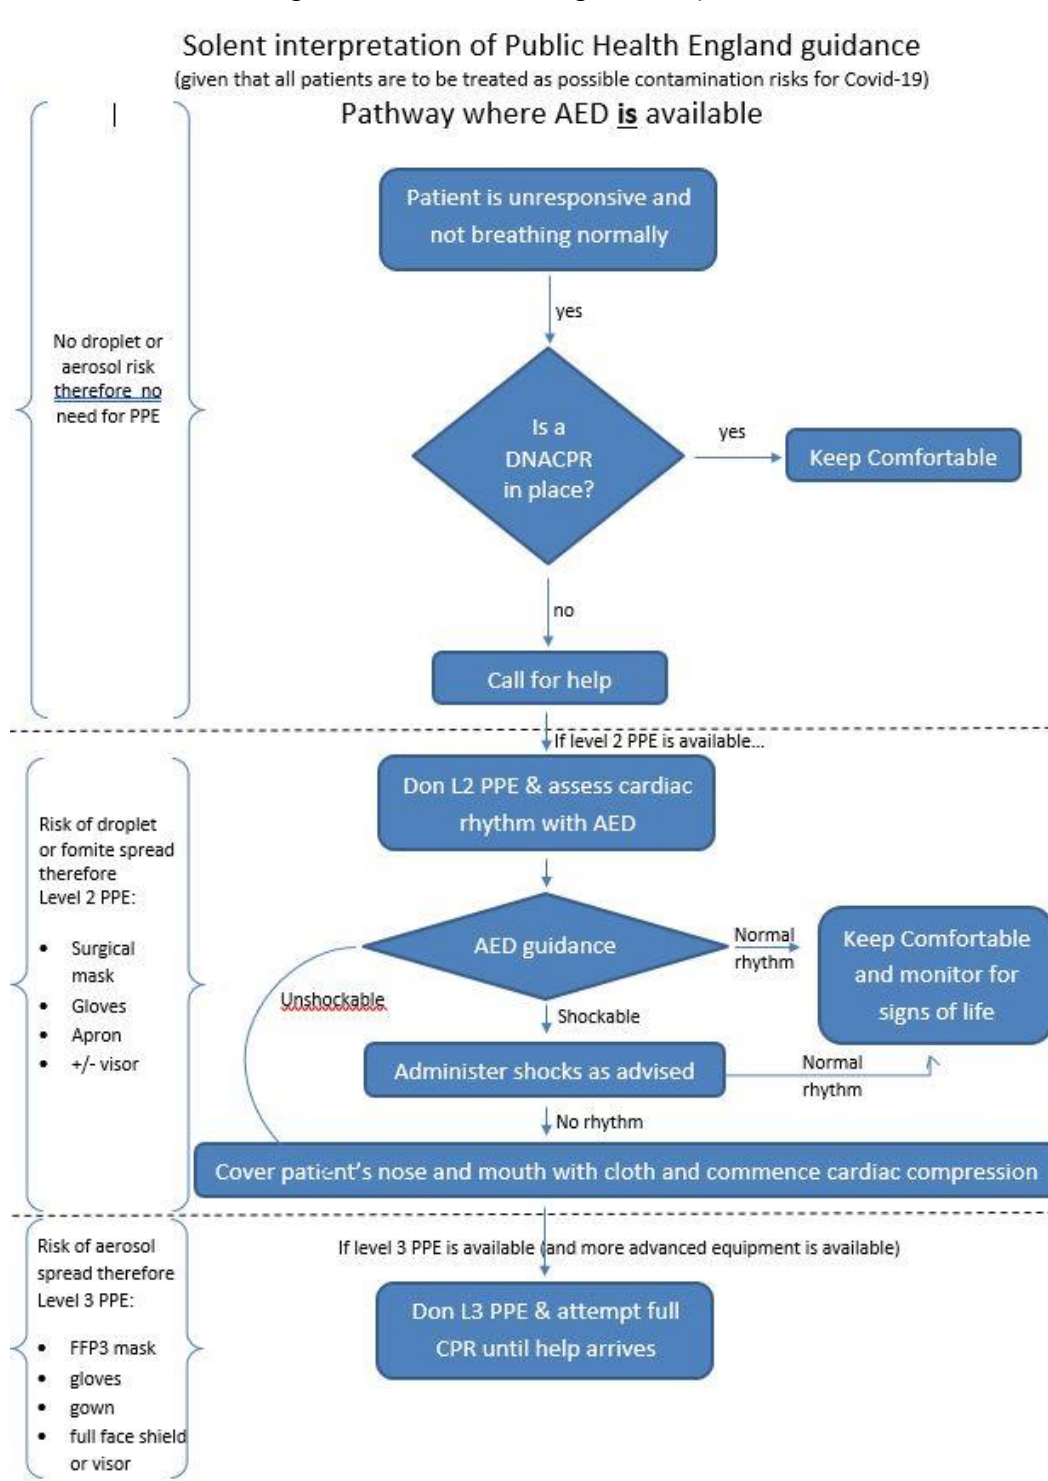 Solent interpretation of Public Health England guidance
(given that all patients are to be treated as possible contamination risks for Covid-19)
Pathway where AED is available
Patient is unresponsive and
not breathing normally
yes
No droplet or
aerosol risk
therefore no
need for PPE
Is a
DNACPR
in place?
yes
Keep Comfortable
no
Call for help
If level 2 PPE is available...
Don L2 PPE & assess cardiac
rhythm with AED
Risk of droplet
or fomite spread
therefore
Level 2 PPE:
• Surgical
mask
• Gloves
• Apron
• +/- visor
AED guidance
Normal
rhythm
Keep Comfortable
and monitor for
signs of life
Unshockable
Shockable
Administer shocks as advised
Normal
rhythm
No rhythm
Cover patient's nose and mouth with cloth and commence cardiac compression
Risk of aerosol
spread therefore
Level 3 PPE:
• FFP3 mask
• gloves
• gown
• full face shield
or visor
If level 3 PPE is available (and more advanced equipment is available)
Don L3 PPE & attempt full
CPR until help arrives